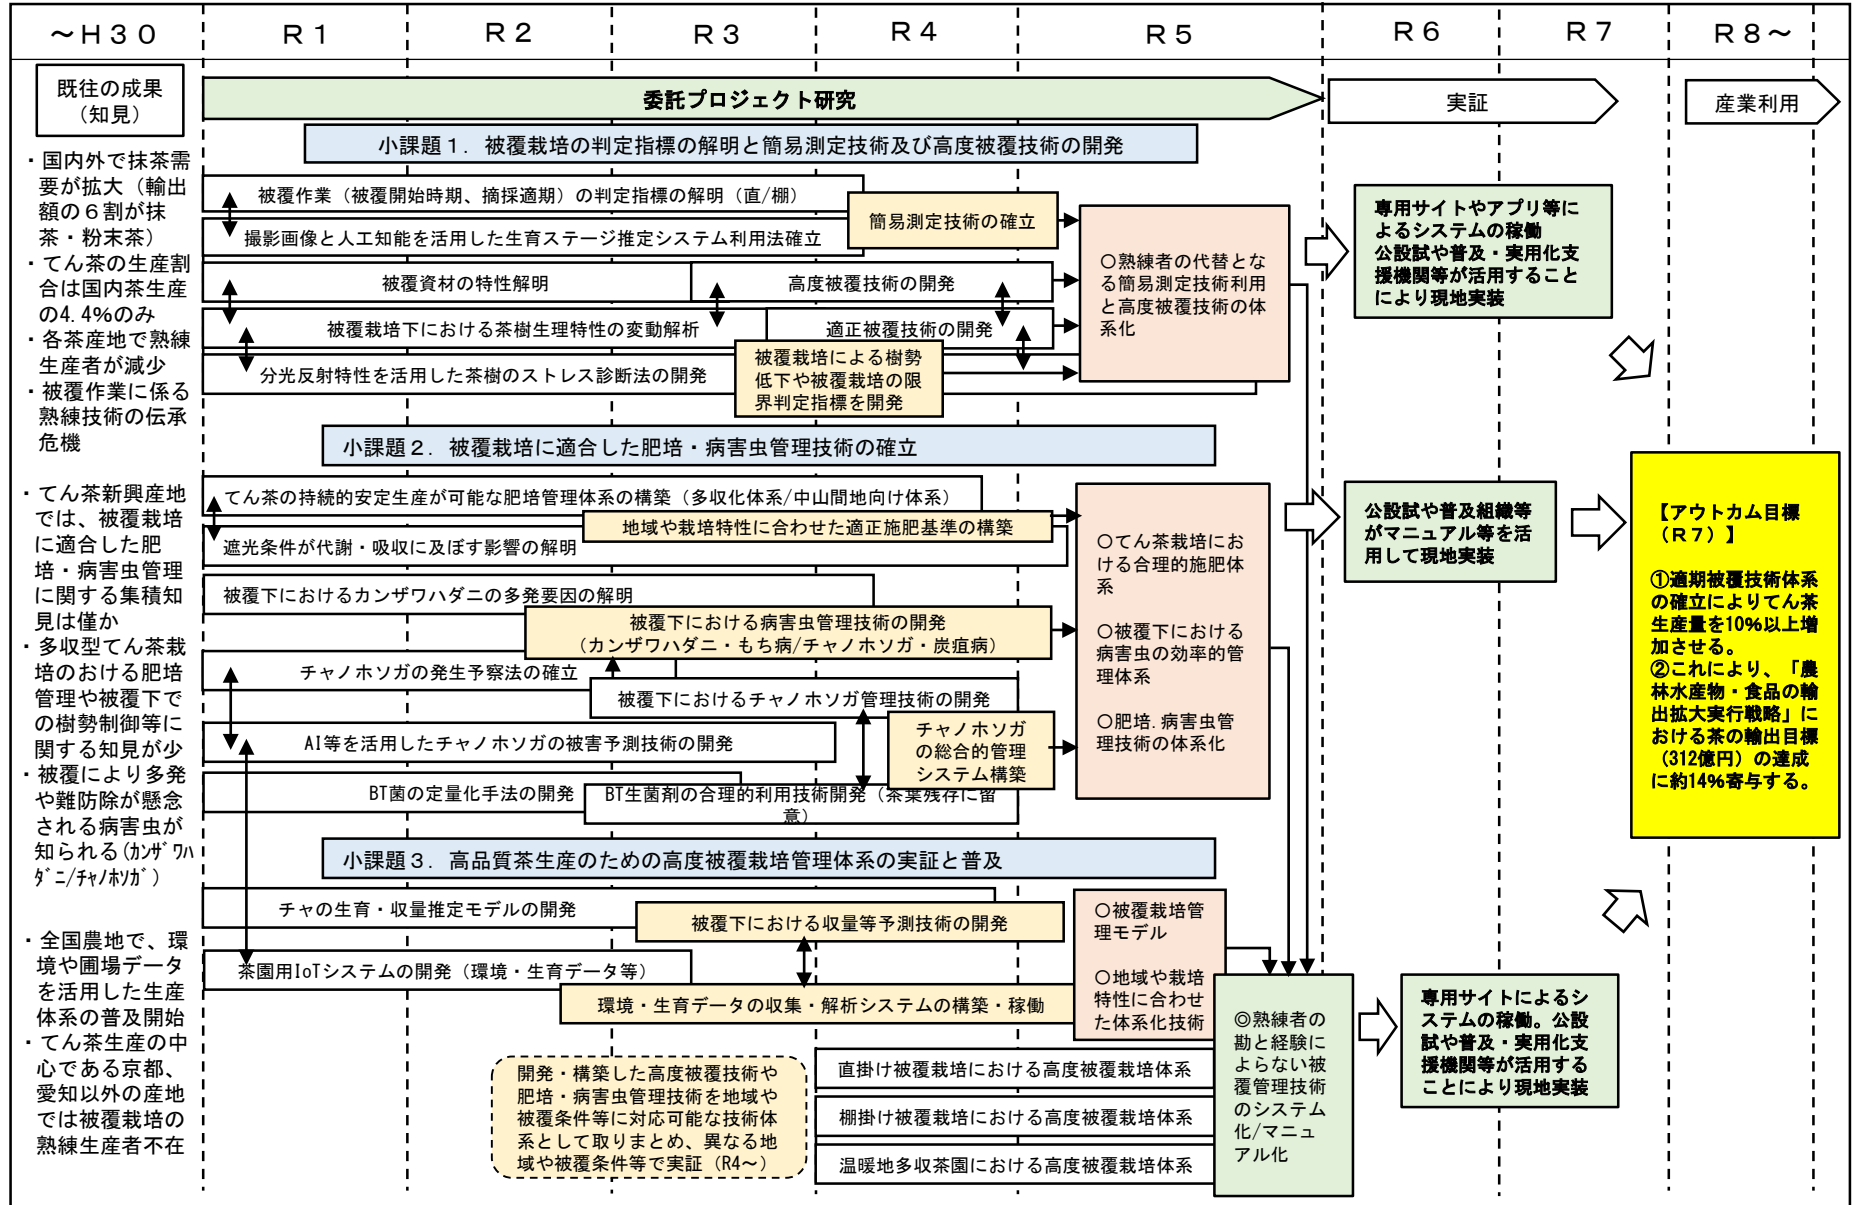 ～Ｈ３０
Ｒ１
Ｒ２
Ｒ３
Ｒ４
Ｒ５
Ｒ６
Ｒ７
Ｒ８～
既往の成果
（知見）
委託プロジェクト研究
実証
産業利用
小課題１．被覆栽培の判定指標の解明と簡易測定技術及び高度被覆技術の開発
・国内外で抹茶需
要が拡大（輸出
額の６割が抹
茶・粉末茶）
・てん茶の生産割
合は国内茶生産
の4.4%のみ
・各茶産地で熟練
生産者が減少
・被覆作業に係る
熟練技術の伝承
危機
被覆作業（被覆開始時期、摘採適期）の判定指標の解明（直/棚）
撮影画像と人工知能を活用した生育ステージ推定システム利用法確立
簡易測定技術の確立
被覆資材の特性解明
高度被覆技術の開発
被覆栽培下における茶樹生理特性の変動解析
適正被覆技術の開発
分光反射特性を活用した茶樹のストレス診断法の開発
被覆栽培による樹勢
低下や被覆栽培の限
界判定指標を開発
○熟練者の代替とな
る簡易測定技術利用
と高度被覆技術の体
系化
専用サイトやアプリ等に
よるシステムの稼働
公設試や普及・実用化支
援機関等が活用すること
により現地実装
小課題２．被覆栽培に適合した肥培・病害虫管理技術の確立
・てん茶新興産地
では、被覆栽培
に適合した肥
培・病害虫管理
に関する集積知
見は僅か
・多収型てん茶栽
培のおける肥培
管理や被覆下で
の樹勢制御等に
関する知見が少
・被覆により多発
や難防除が懸念
される病害虫が
知られる(ｶﾝｻﾞﾜﾊ
ﾀﾞﾆ/ﾁｬﾉﾎｿｶﾞ)
てん茶の持続的安定生産が可能な肥培管理体系の構築（多収化体系/中山間地向け体系）
地域や栽培特性に合わせた適正施肥基準の構築
遮光条件が代謝・吸収に及ぼす影響の解明
被覆下におけるカンザワハダニの多発要因の解明
被覆下における病害虫管理技術の開発
（カンザワハダニ・もち病/チャノホソガ・炭疽病）
チャノホソガの発生予察法の確立
被覆下におけるチャノホソガ管理技術の開発
AI等を活用したチャノホソガの被害予測技術の開発
チャノホソガ
の総合的管理
システム構築
BT菌の定量化手法の開発
BT生菌剤の合理的利用技術開発（茶葉残存に留
意）
○てん茶栽培にお
ける合理的施肥体
系
○被覆下における
病害虫の効率的管
理体系
○肥培.病害虫管
理技術の体系化
公設試や普及組織等
がマニュアル等を活
用して現地実装
【アウトカム目標
（Ｒ７）】
①適期被覆技術体系
の確立によりてん茶
生産量を10%以上増
加させる。
②これにより、「農
林水産物・食品の輸
出拡大実行戦略」に
おける茶の輸出目標
（312億円）の達成
に約14%寄与する。
小課題３．高品質茶生産のための高度被覆栽培管理体系の実証と普及
・全国農地で、環
境や圃場データ
を活用した生産
体系の普及開始
・てん茶生産の中
心である京都、
愛知以外の産地
では被覆栽培の
熟練生産者不在
チャの生育・収量推定モデルの開発
被覆下における収量等予測技術の開発
茶園用IoTシステムの開発（環境・生育データ等）
環境・生育データの収集・解析システムの構築・稼働
○被覆栽培管
理モデル
○地域や栽培
特性に合わせ
た体系化技術
開発・構築した高度被覆技術や
肥培・病害虫管理技術を地域や
被覆条件等に対応可能な技術体
系として取りまとめ、異なる地
域や被覆条件等で実証（R4～）
直掛け被覆栽培における高度被覆栽培体系
棚掛け被覆栽培における高度被覆栽培体系
温暖地多収茶園における高度被覆栽培体系
◎熟練者の
勘と経験に
よらない被
覆管理技術
のシステム
化/マニュ
アル化
専用サイトによるシ
ステムの稼働。公設
試や普及・実用化支
援機関等が活用する
ことにより現地実装